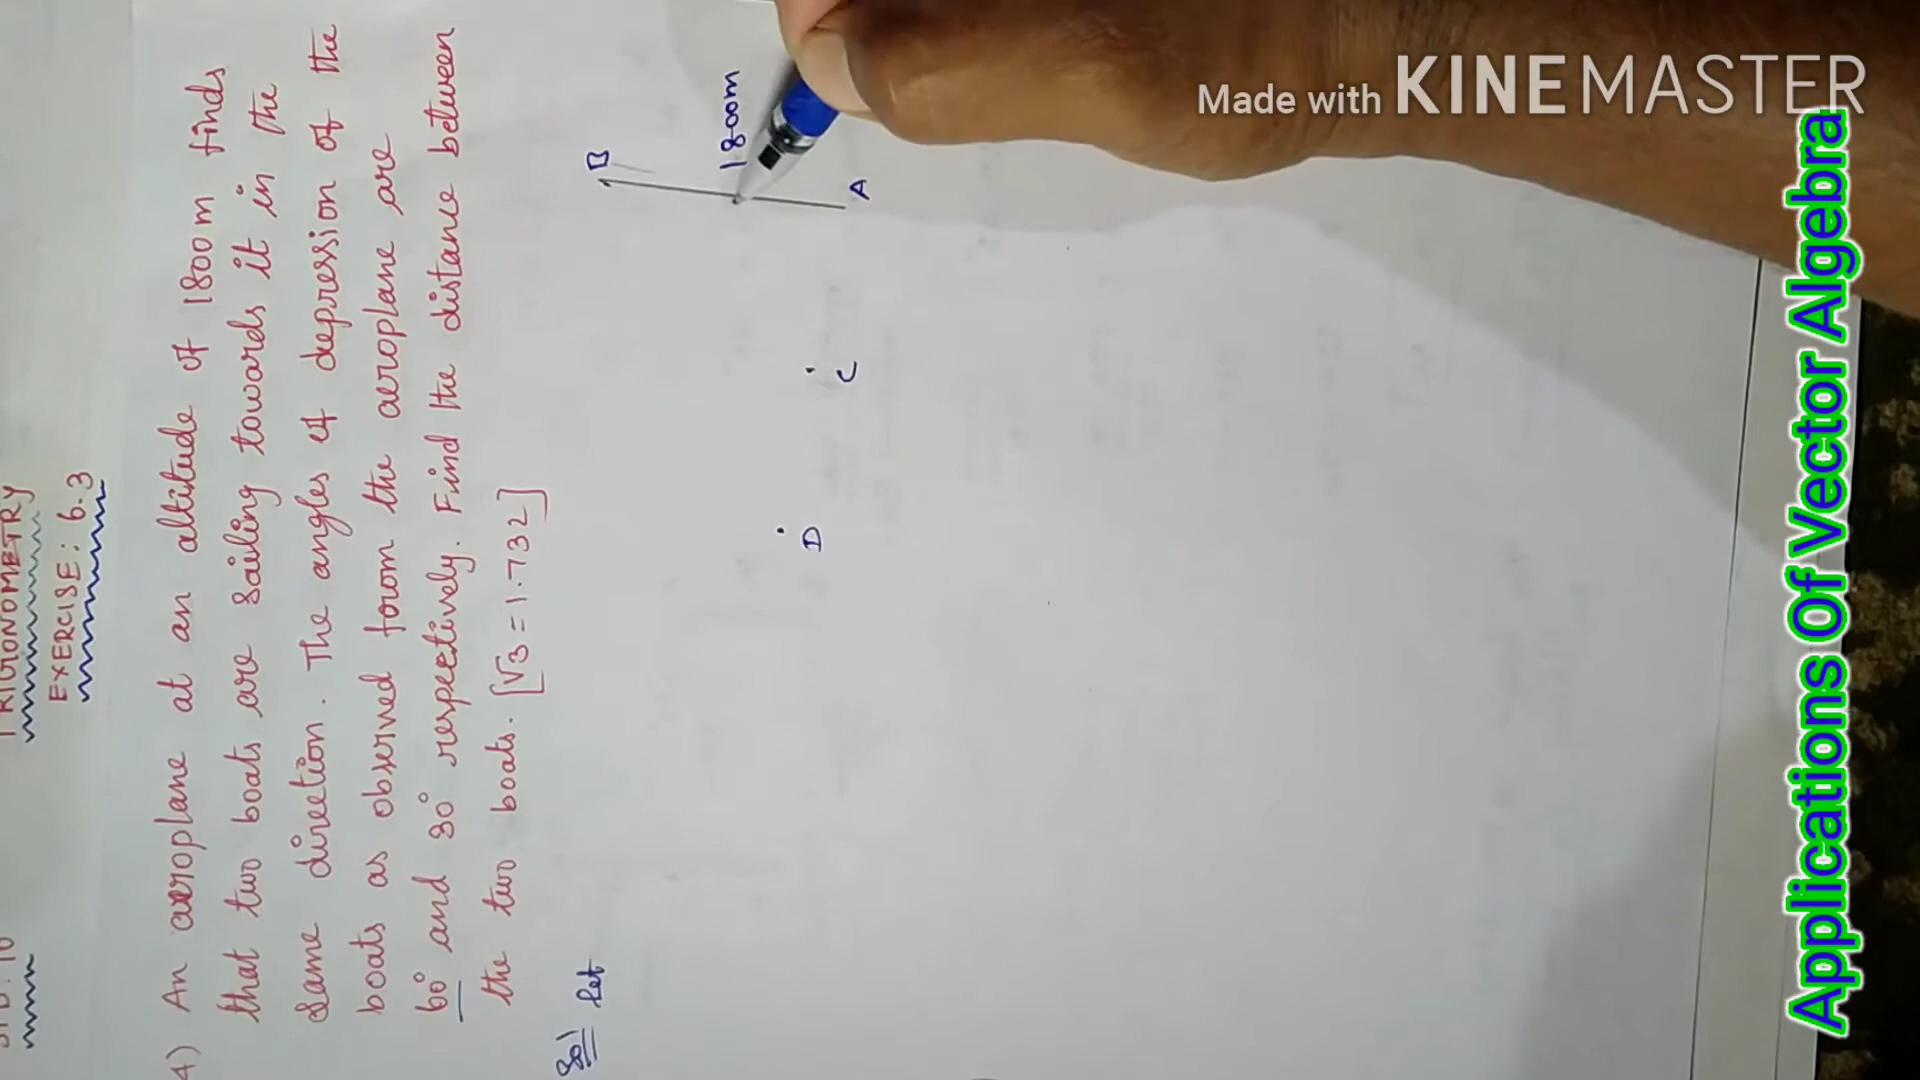 STD: 10
TRIGONOMETRY
EXERCISE: 6.3
4) An aeroplane at an altitude of 1800m finds
that two boats are sailing towards it in the
same direction. The angles of depression of the
boats as observed from the aeroplane are
60° and 30° respectively. Find the distance between
the two boats. [√3 = 1.732]
Sol) let
B
1800m
A
C
D
Made with KINEMASTER
Applications Of Vector Algebra